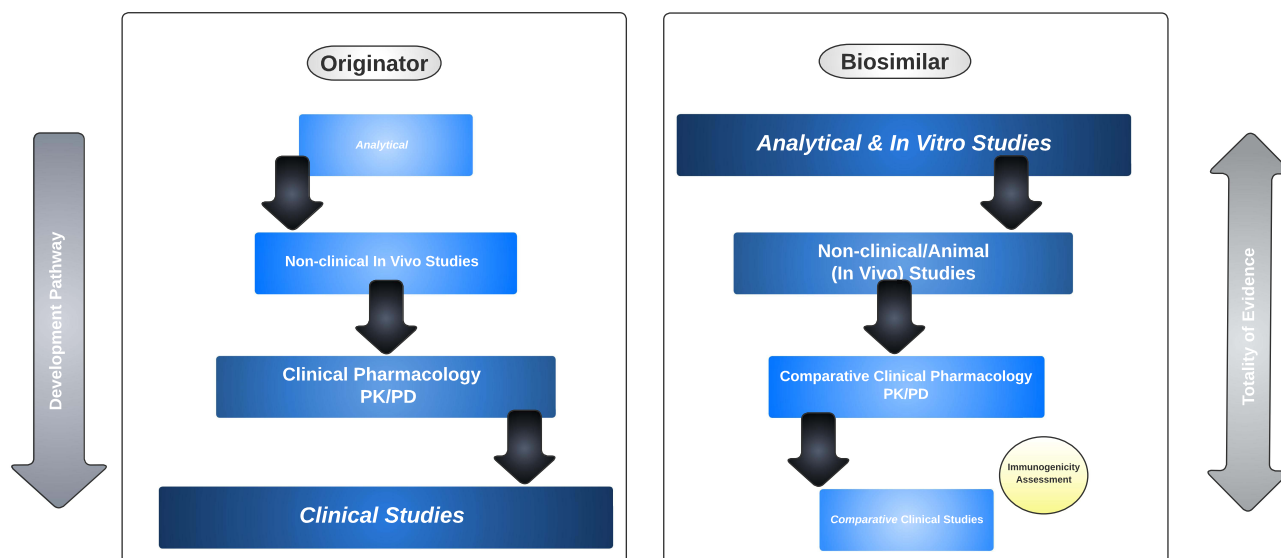 Originator
Analytical
Non-clinical In Vivo Studies
Clinical Pharmacology
PK/PD
Clinical Studies
Development Pathway
Biosimilar
Analytical & In Vitro Studies
Non-clinical/Animal
(In Vivo) Studies
Comparative Clinical Pharmacology
PK/PD
Immunogenicity
Assessment
Comparative Clinical Studies
Totality of Evidence